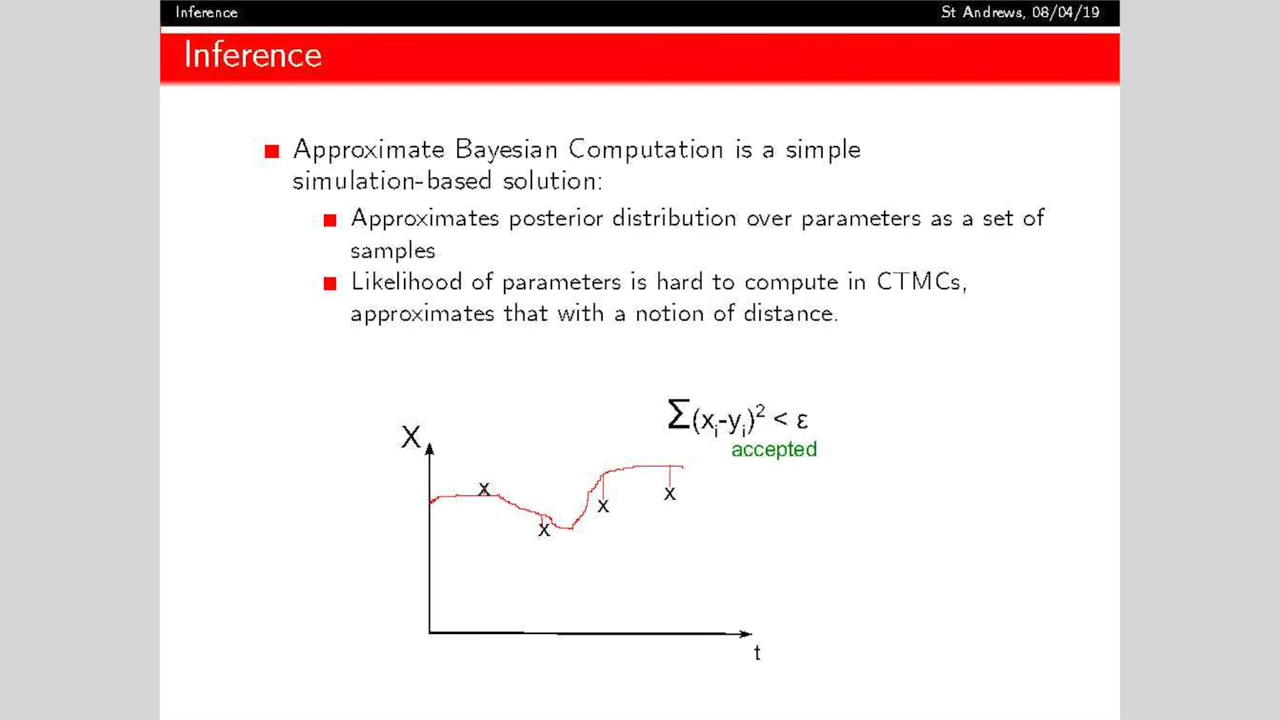 Inference
St Andrews, 08/04/19
Inference
Approximate Bayesian Computation is a simple
simulation-based solution:
Approximates posterior distribution over parameters as a set of
samples
Likelihood of parameters is hard to compute in CTMCs,
approximates that with a notion of distance.
Σ(xᵢ-yᵢ)² < ε
accepted
X
x
x
x
x
t